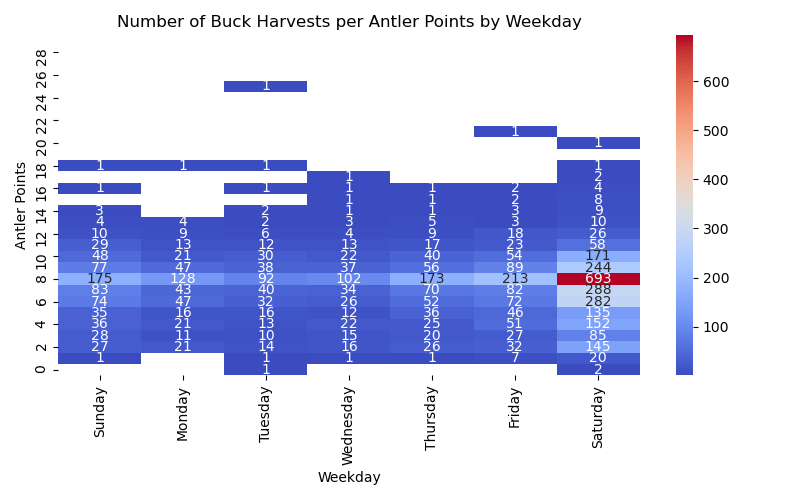 Number of Buck Harvests per Antler Points by Weekday
Antler Points
28
26
1
24
22
1
20 1
18 1 1 1 1
1 2
16 1 1 1 1 2 4
1 1 2 8
14 3 2 1 1 3 9
4 4 2 3 5 3 10
12 10 9 6 4 9 18 26
29 13 12 13 17 23 58
10 48 21 30 22 40 54 171
77 47 38 37 56 89 244
8 175 128 92 102 173 213 693
83 43 40 34 70 82 288
6 74 47 32 26 52 72 282
35 16 16 12 36 46 135
4 36 21 13 22 25 51 152
28 11 10 15 20 27 85
2 27 21 14 16 26 32 145
1 1 1 1 7 20
0 1 2
Sunday Monday Tuesday Wednesday Thursday Friday Saturday
Weekday
600
500
400
300
200
100